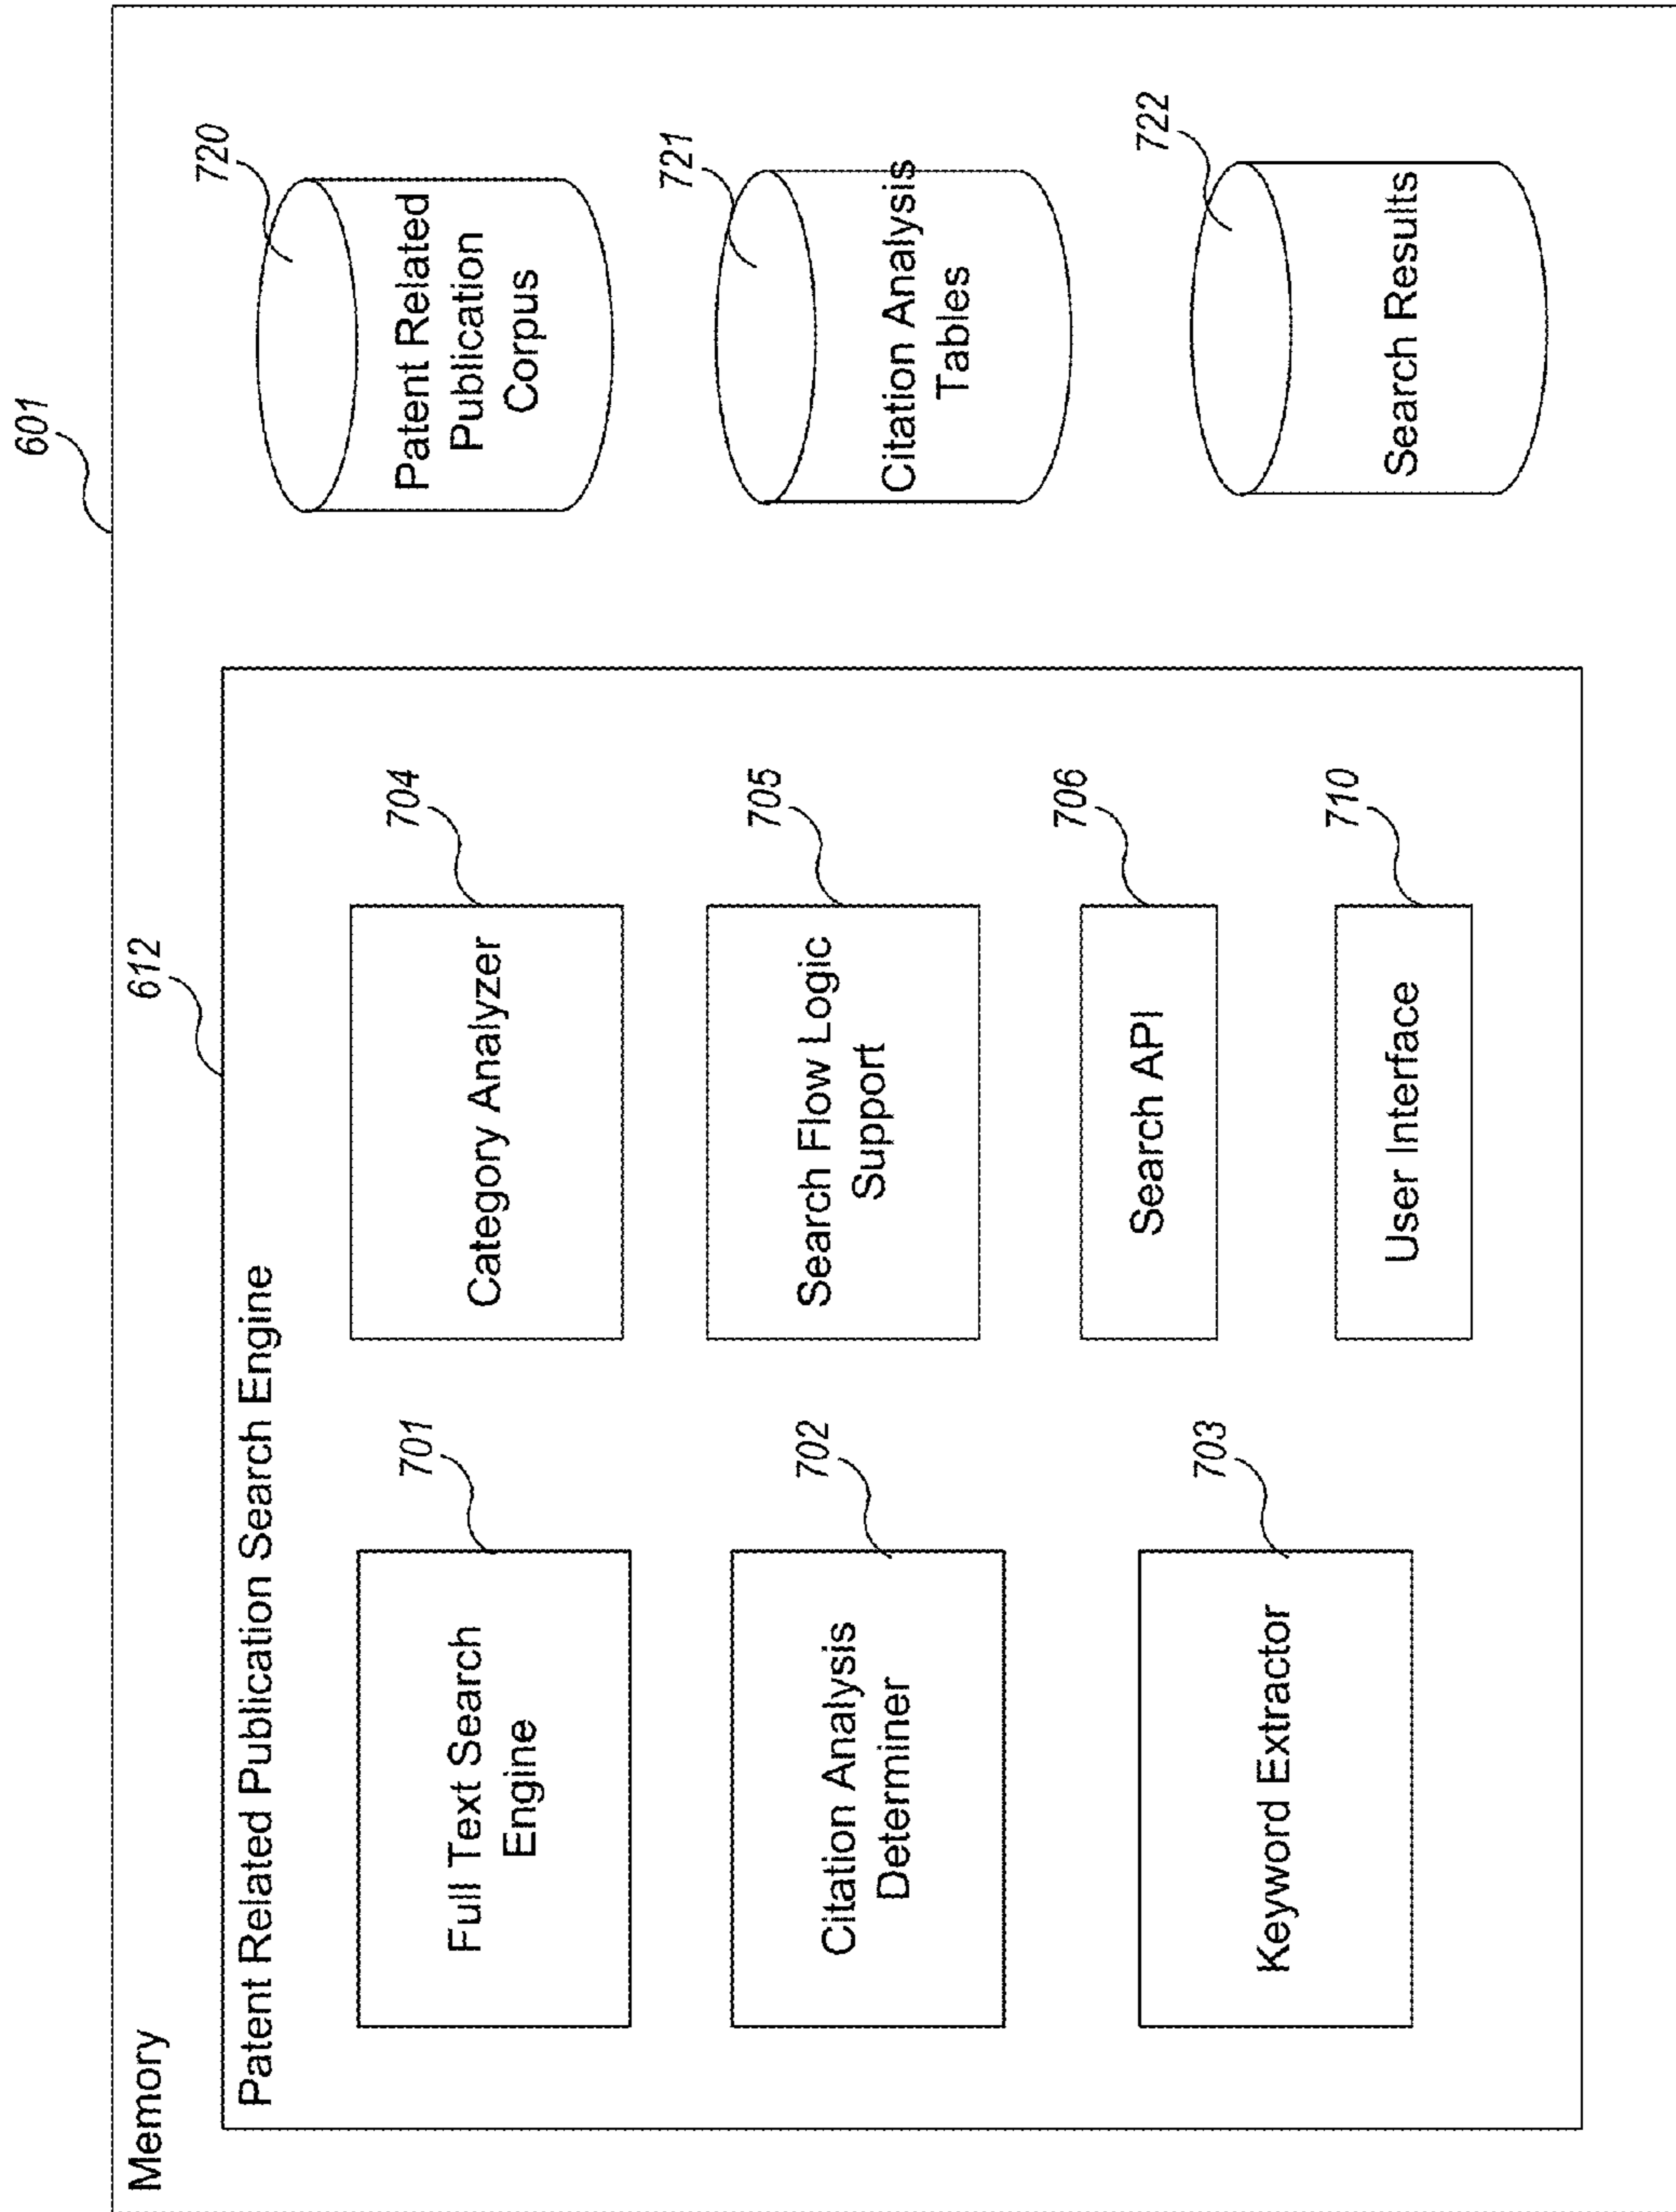 601
Memory
612
Patent Related Publication Search Engine
701
Full Text Search
Engine
702
Citation Analysis
Determiner
703
Keyword Extractor
704
Category Analyzer
705
Search Flow Logic
Support
706
Search API
710
User Interface
720
Patent Related
Publication
Corpus
721
Citation Analysis
Tables
722
Search Results